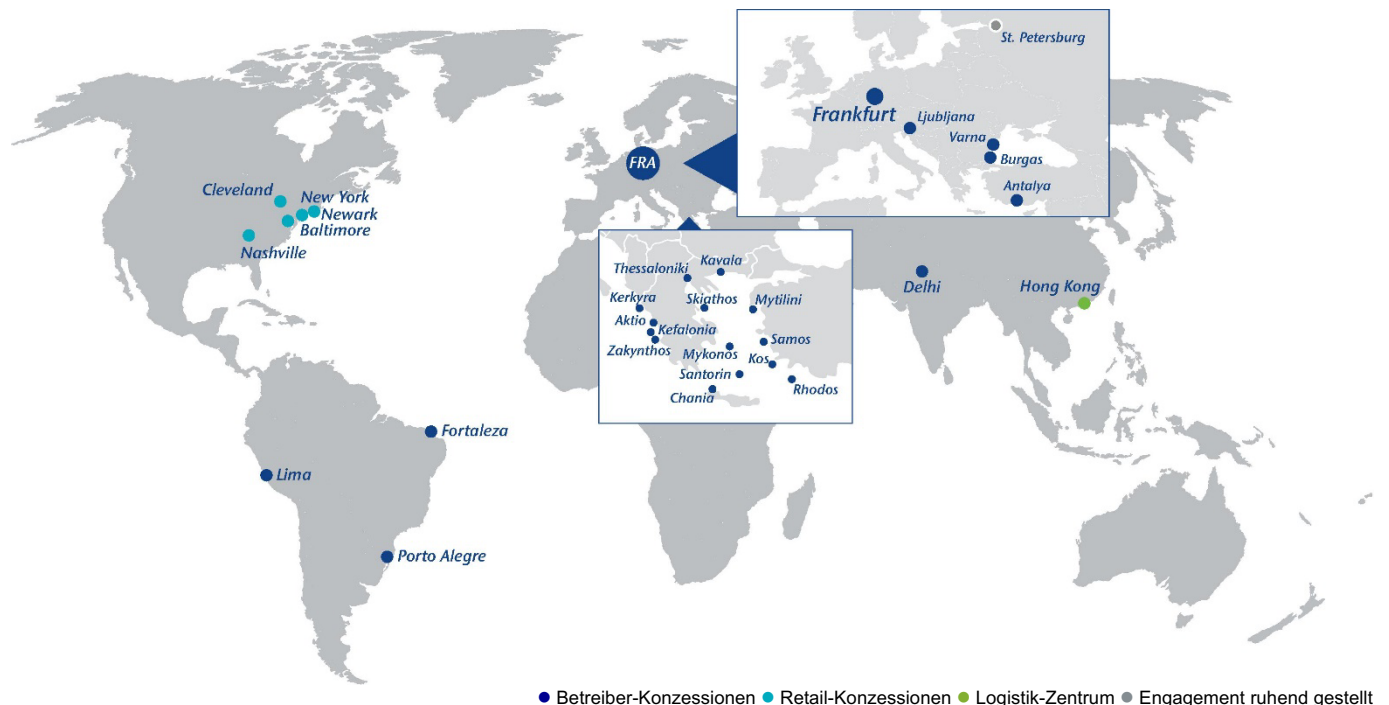 St. Petersburg
Frankfurt
Ljubljana
Varna
Burgas
Antalya
FRA
Cleveland
New York
Newark
Baltimore
Nashville
Kavala
Thessaloniki
Kerkyra
Skiathos
Mytilini
Aktio
Kefalonia
Zakynthos
Mykonos
Samos
Kos
Santorin
Rhodos
Chania
Delhi
Hong Kong
Fortaleza
Lima
Porto Alegre
Betreiber-Konzessionen Retail-Konzessionen Logistik-Zentrum Engagement ruhend gestellt